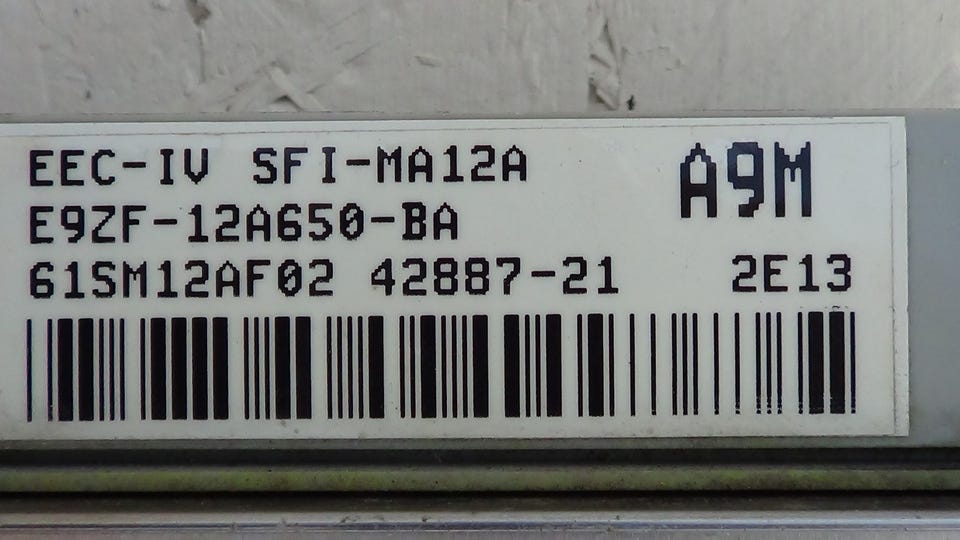 EEC-IV SFI-MA12A A9M
E9ZF-12A650-BA
61SM12AF02 42887-21 2E13